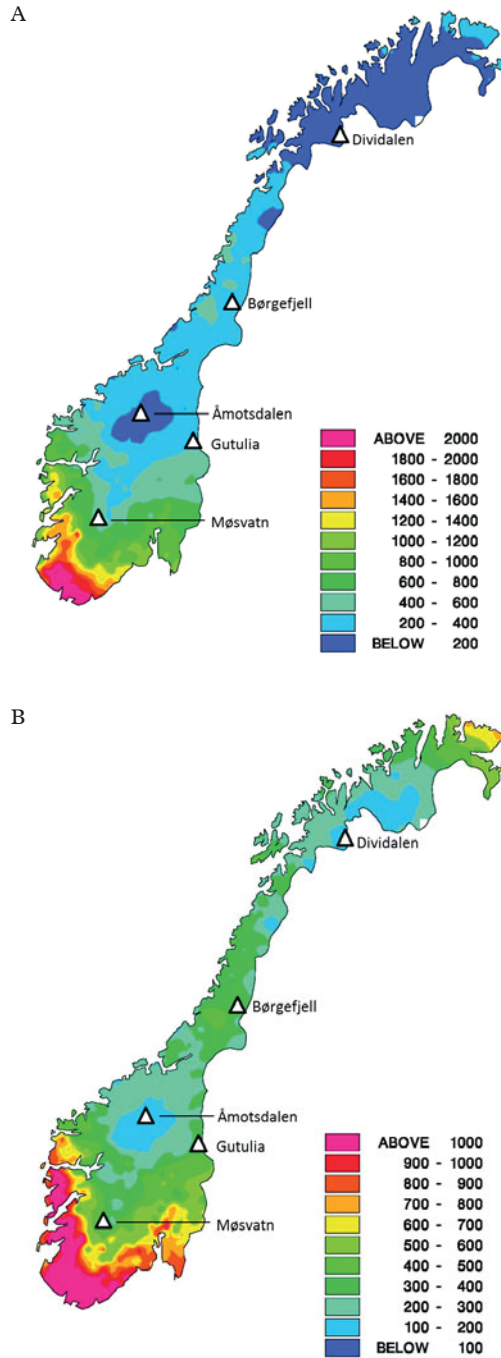 A
Dividalen
Børgefjell
Åmotsdalen
Gutulia
Møsvatn
ABOVE 2000
1800 - 2000
1600 - 1800
1400 - 1600
1200 - 1400
1000 - 1200
800 - 1000
600 - 800
400 - 600
200 - 400
BELOW 200
B
Dividalen
Børgefjell
Åmotsdalen
Gutulia
Møsvatn
ABOVE 1000
900 - 1000
800 - 900
700 - 800
600 - 700
500 - 600
400 - 500
300 - 400
200 - 300
100 - 200
BELOW 100